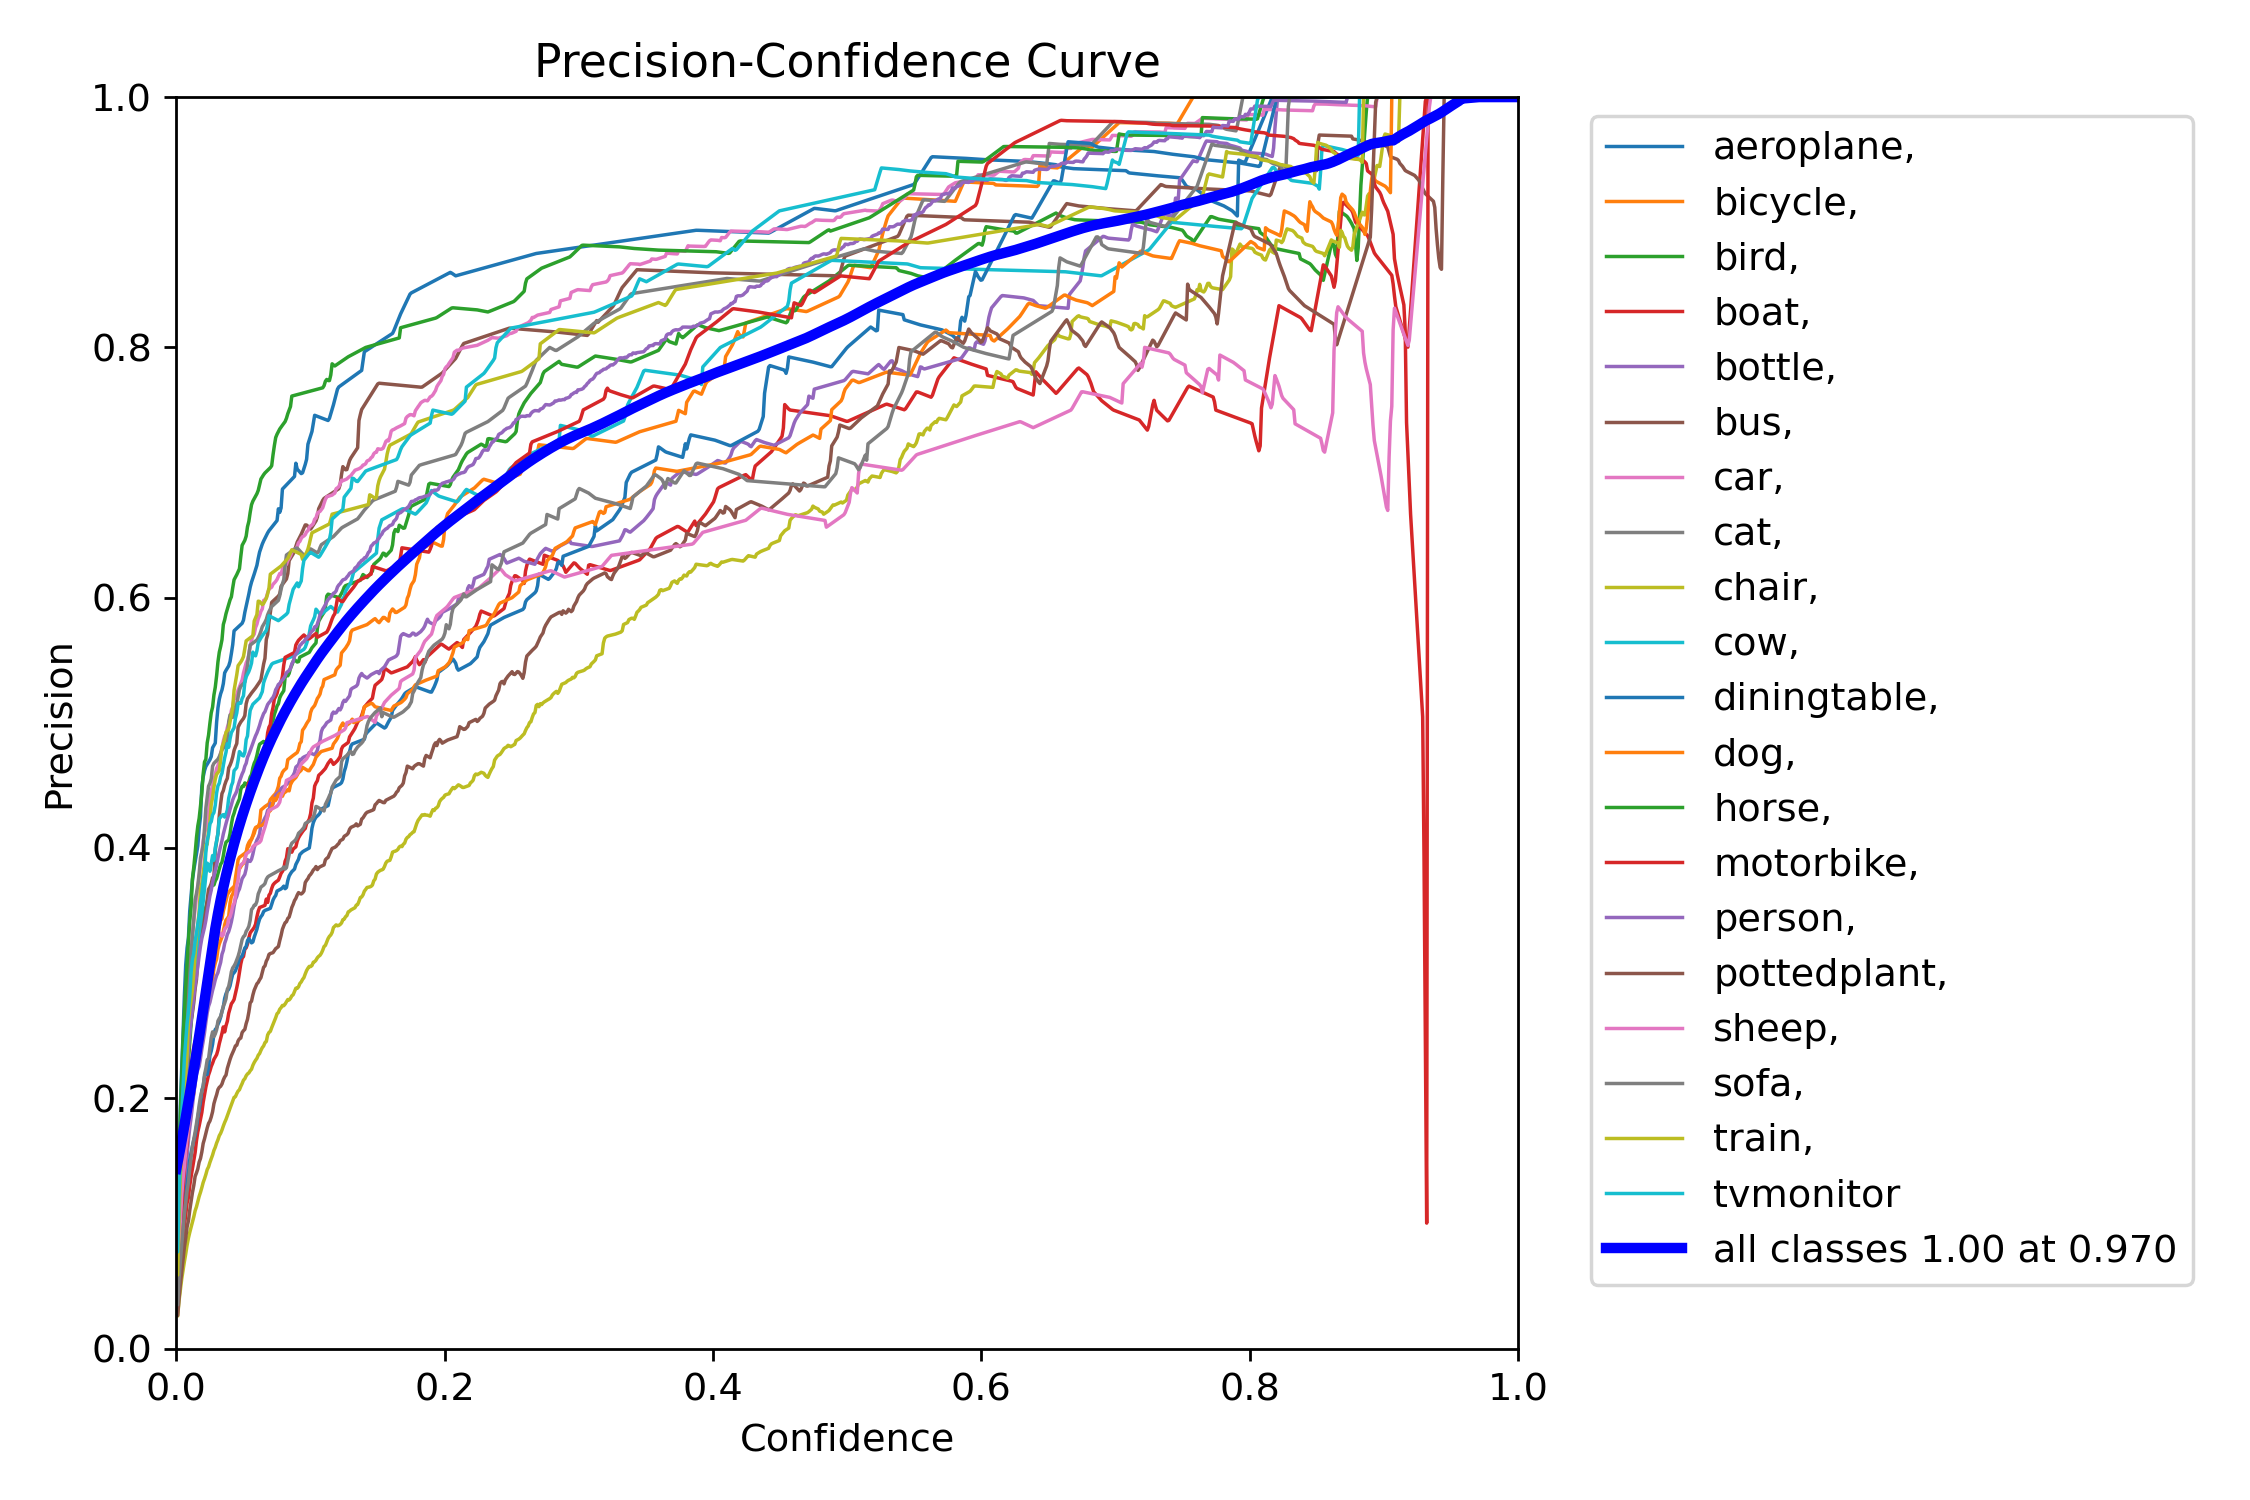 Precision-Confidence Curve
1.0
0.8
0.6
0.4
0.2
0.0
Precision
0.0 0.2 0.4 0.6 0.8 1.0
Confidence
aeroplane,
bicycle,
bird,
boat,
bottle,
bus,
car,
cat,
chair,
cow,
diningtable,
dog,
horse,
motorbike,
person,
pottedplant,
sheep,
sofa,
train,
tvmonitor
all classes 1.00 at 0.970